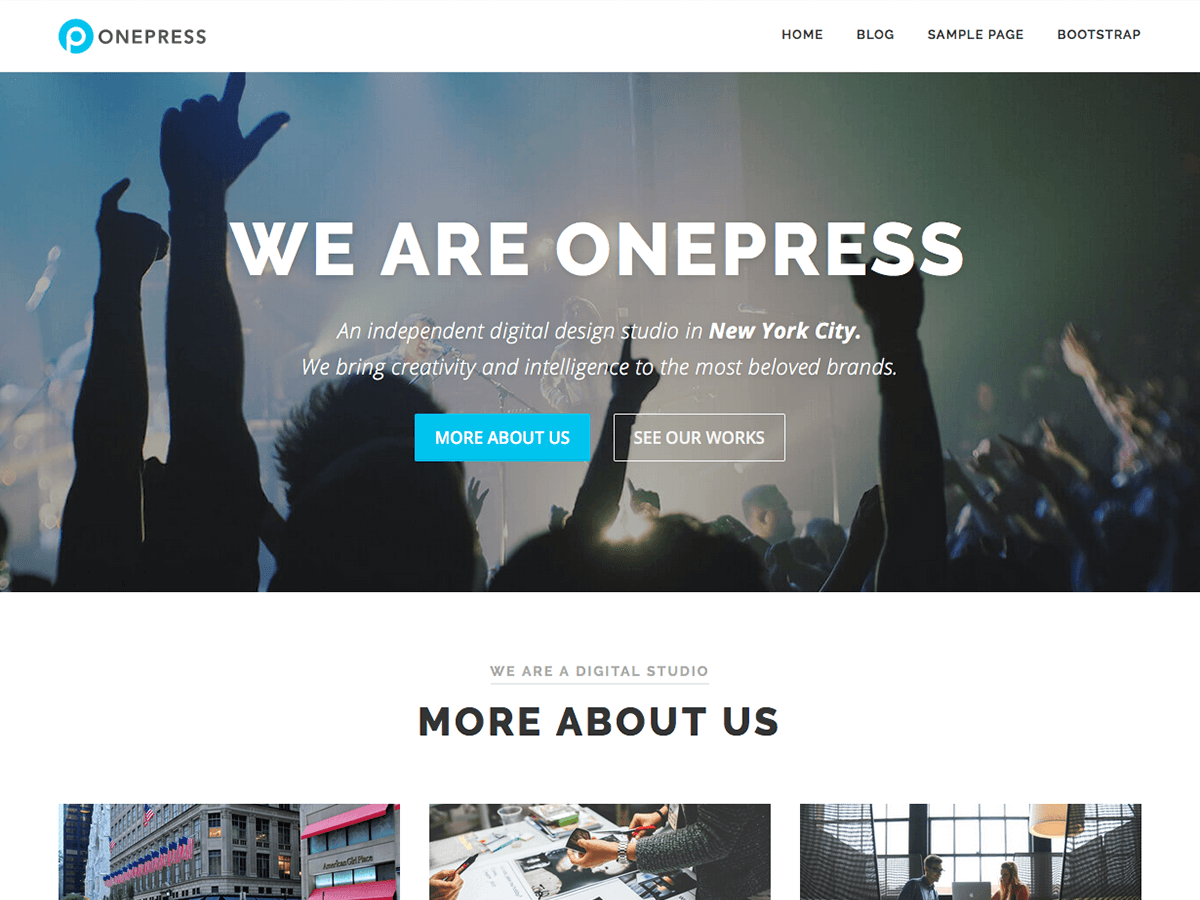 ONEPRESS
HOME BLOG SAMPLE PAGE BOOTSTRAP
WE ARE ONEPRESS
An independent digital design studio in New York City.
We bring creativity and intelligence to the most beloved brands.
MORE ABOUT US SEE OUR WORKS
WE ARE A DIGITAL STUDIO
MORE ABOUT US
American Girl Place